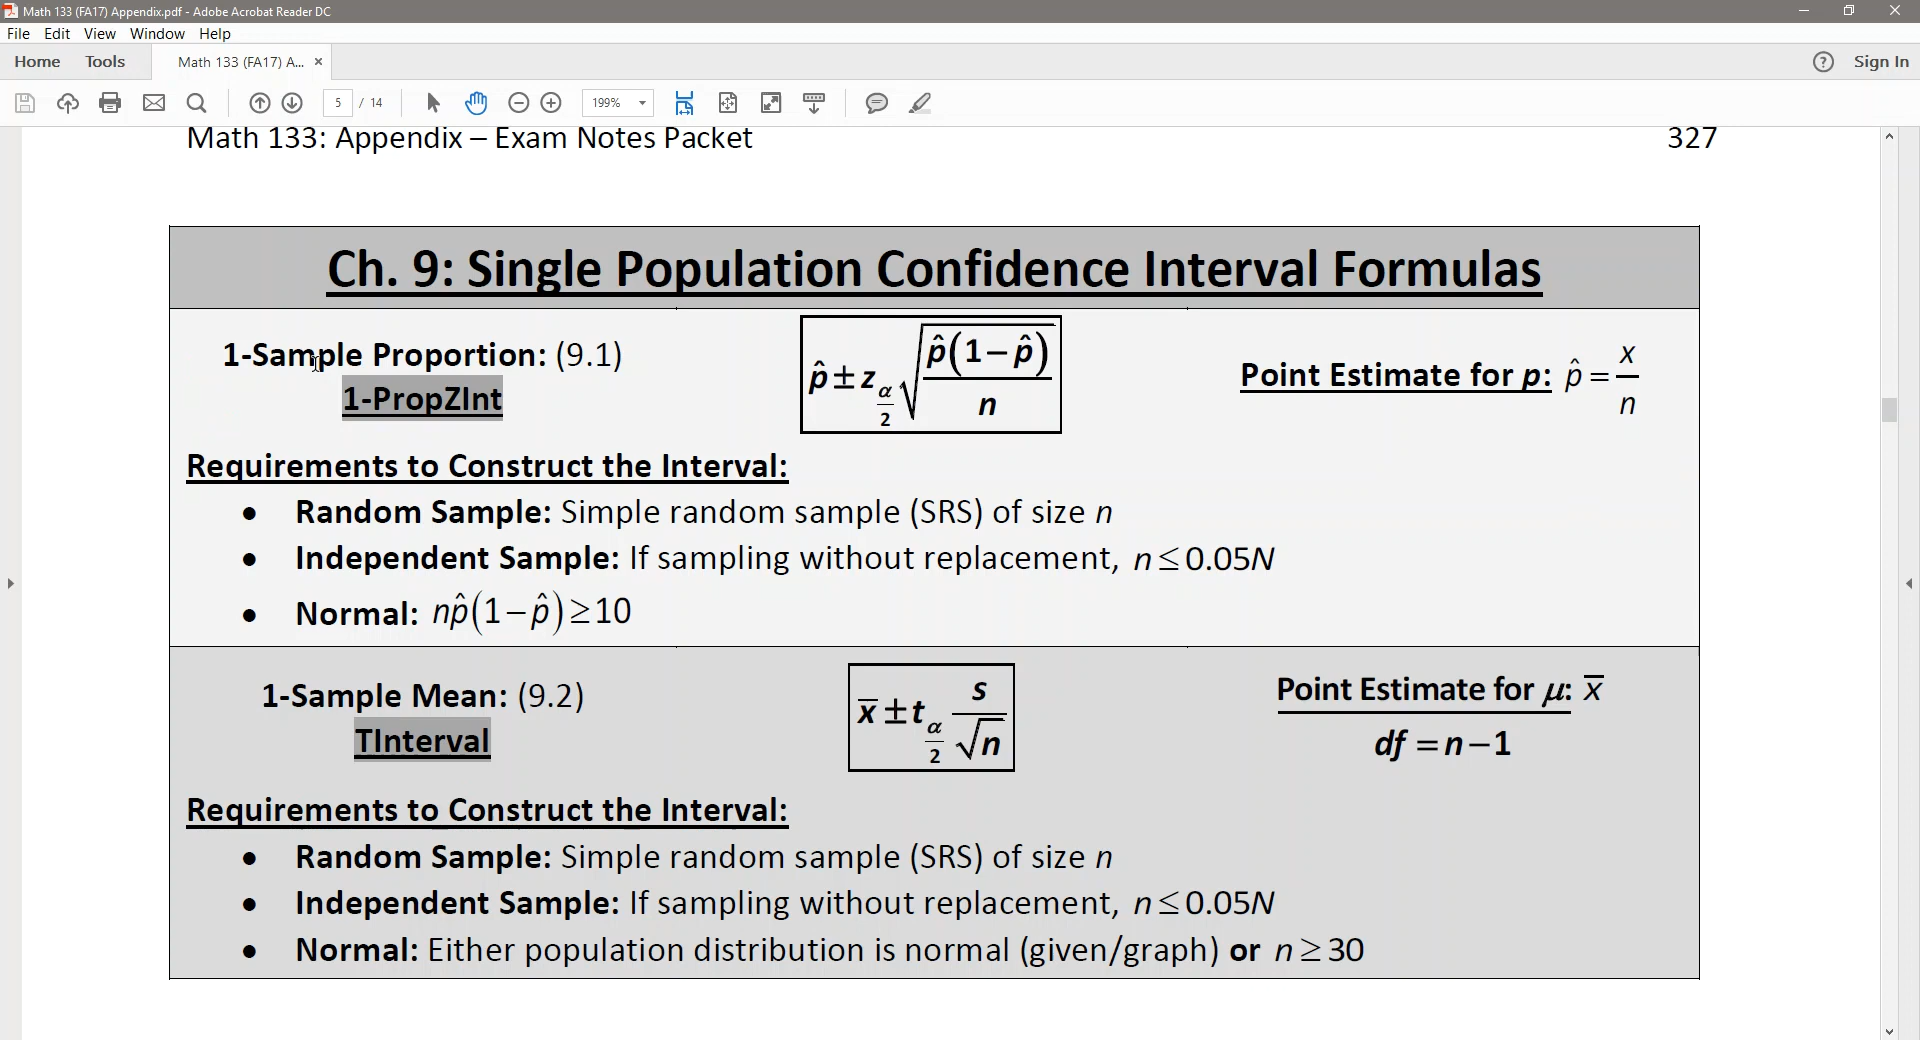 Math 133 (FA17) Appendix.pdf - Adobe Acrobat Reader DC
File Edit View Window Help
Home Tools Math 133 (FA17) A... × ? Sign In
5 / 14 199%
Math 133: Appendix – Exam Notes Packet 327
Ch. 9: Single Population Confidence Interval Formulas
1-Sample Proportion: (9.1)
1-PropZInt
p̂ ± z_{α/2} √(p̂(1−p̂)/n)
Point Estimate for p: p̂ = x/n
Requirements to Construct the Interval:
• Random Sample: Simple random sample (SRS) of size n
• Independent Sample: If sampling without replacement, n ≤ 0.05N
• Normal: np̂(1−p̂) ≥ 10
1-Sample Mean: (9.2)
TInterval
x̅ ± t_{α/2} s/√n
Point Estimate for μ: x̅
df = n − 1
Requirements to Construct the Interval:
• Random Sample: Simple random sample (SRS) of size n
• Independent Sample: If sampling without replacement, n ≤ 0.05N
• Normal: Either population distribution is normal (given/graph) or n ≥ 30